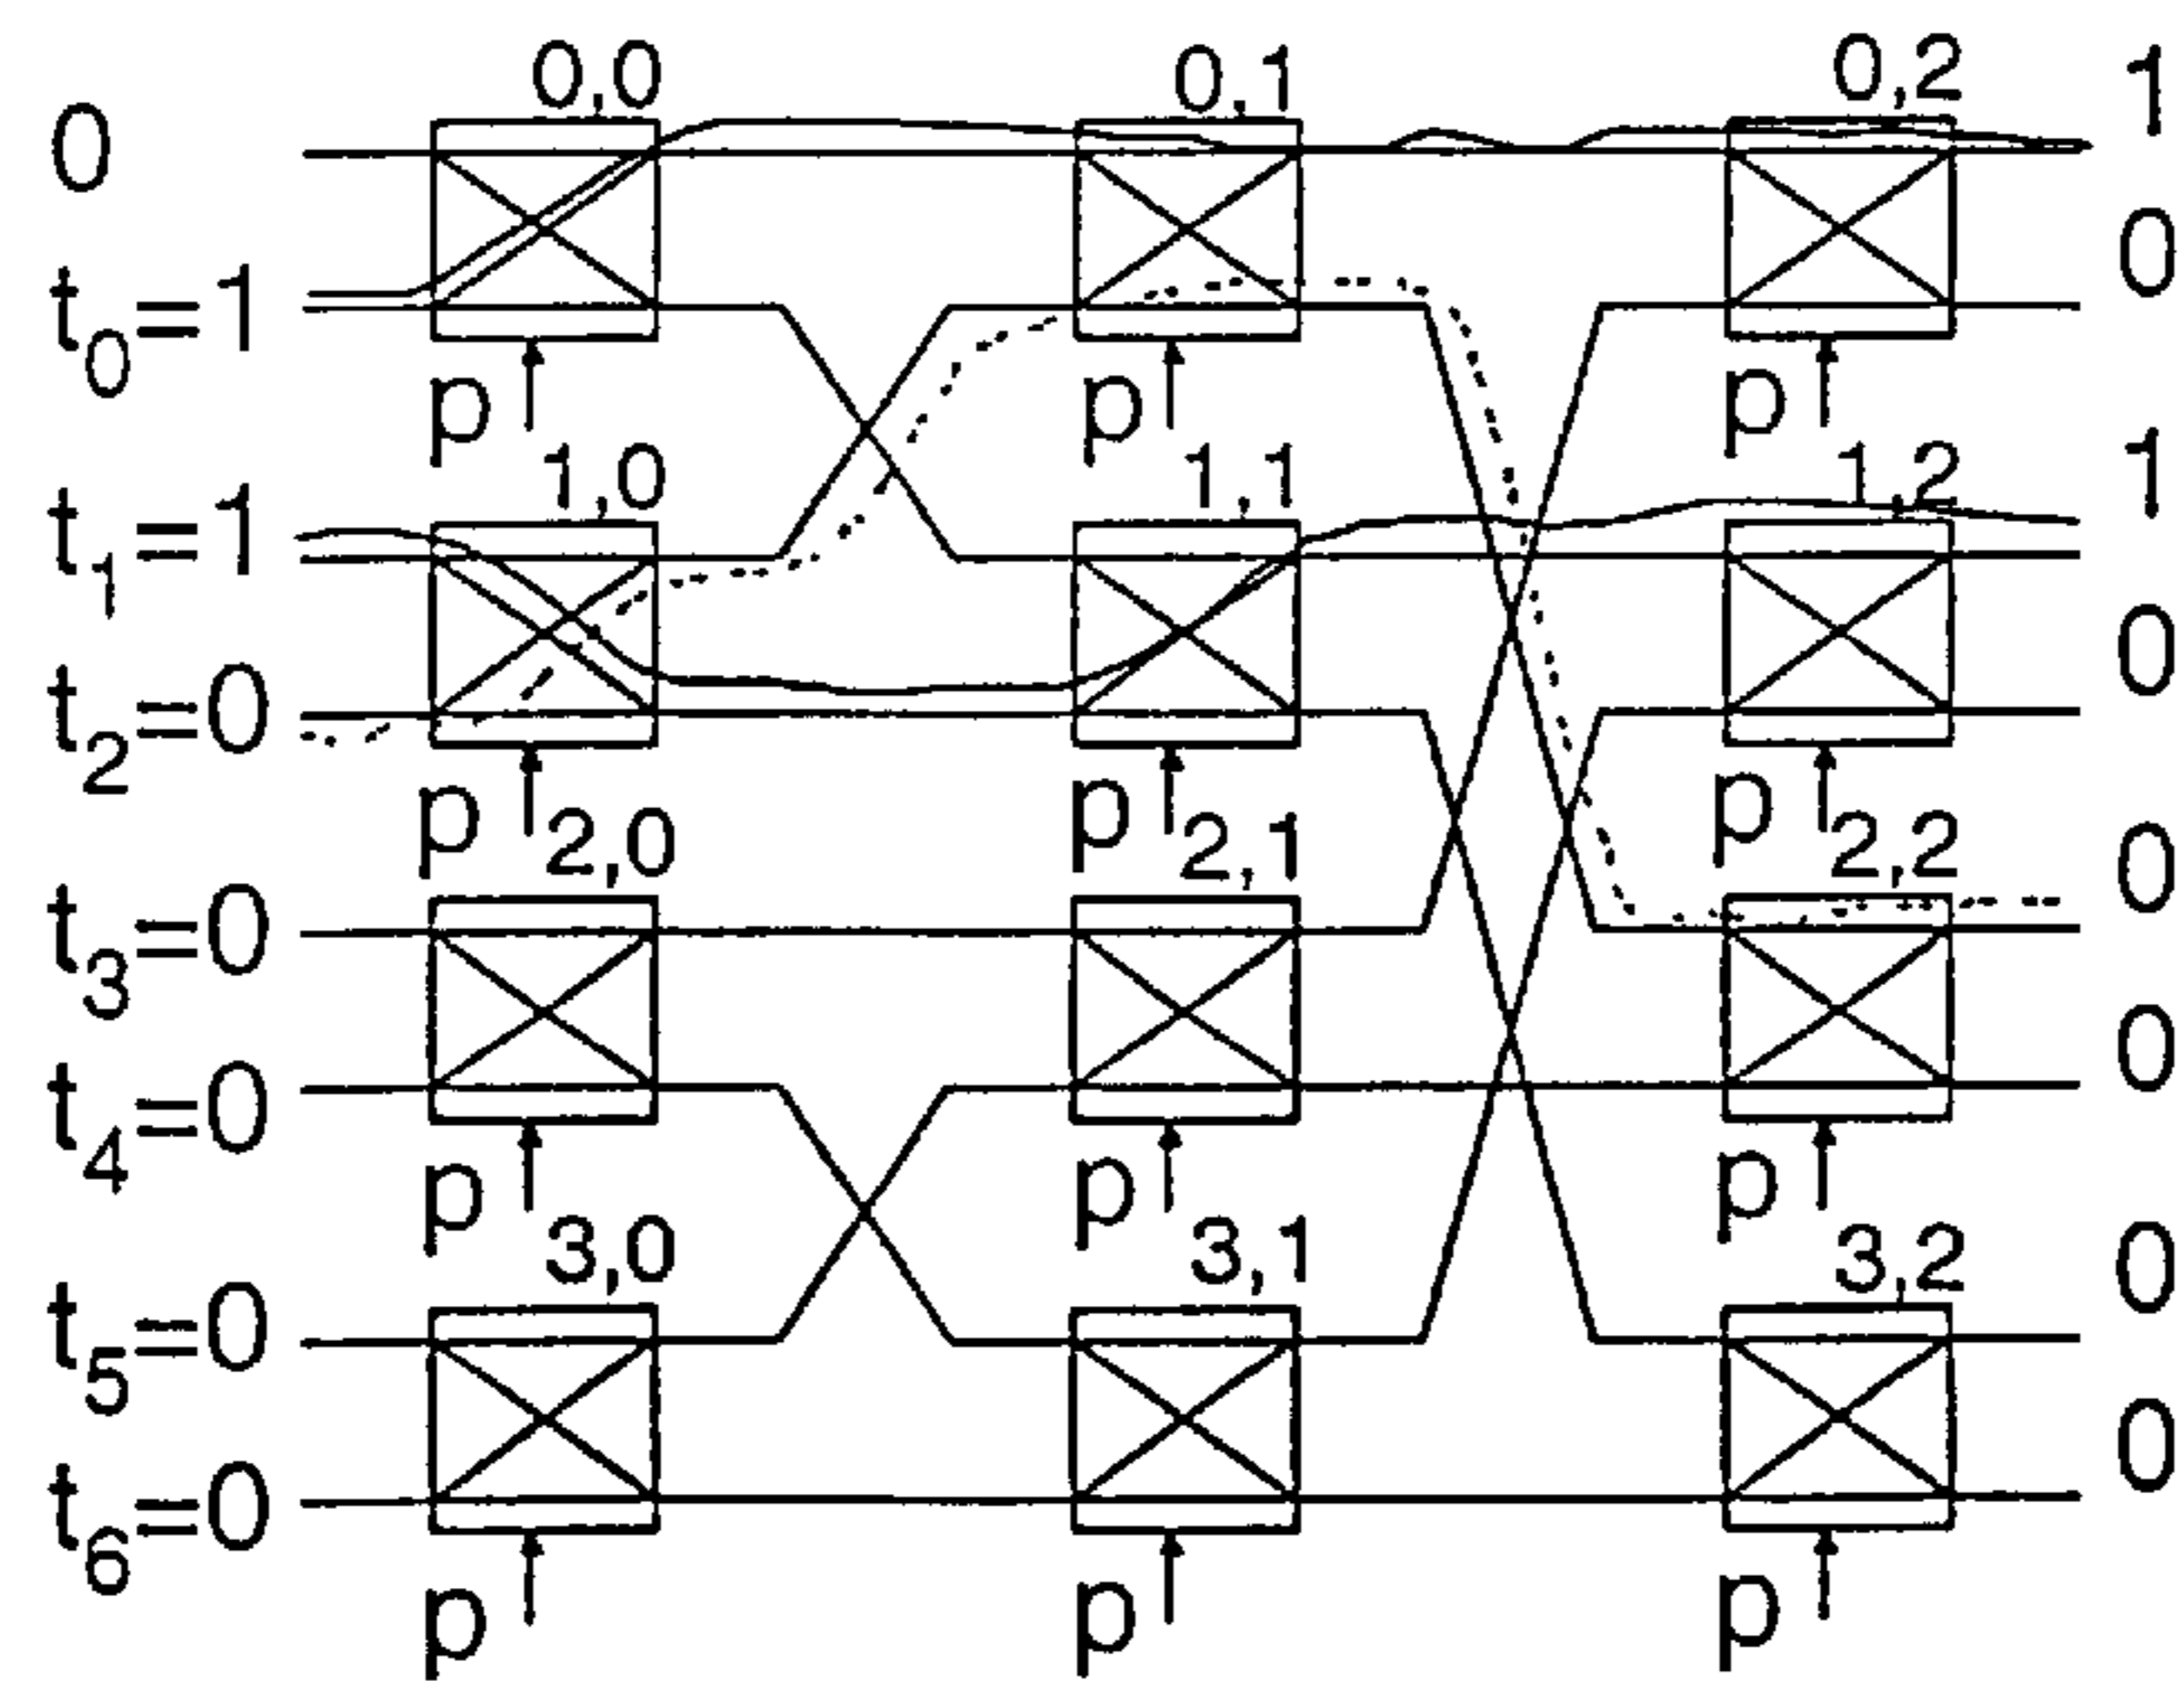 0,0 0,1 0,2
0 1
t0=1 0
p p p
1,0 1,1 1,2
t1=1 1
t2=0 0
p p p
2,0 2,1 2,2
t3=0 0
t4=0 0
p p p
3,0 3,1 3,2
t5=0 0
t6=0 0
p p p